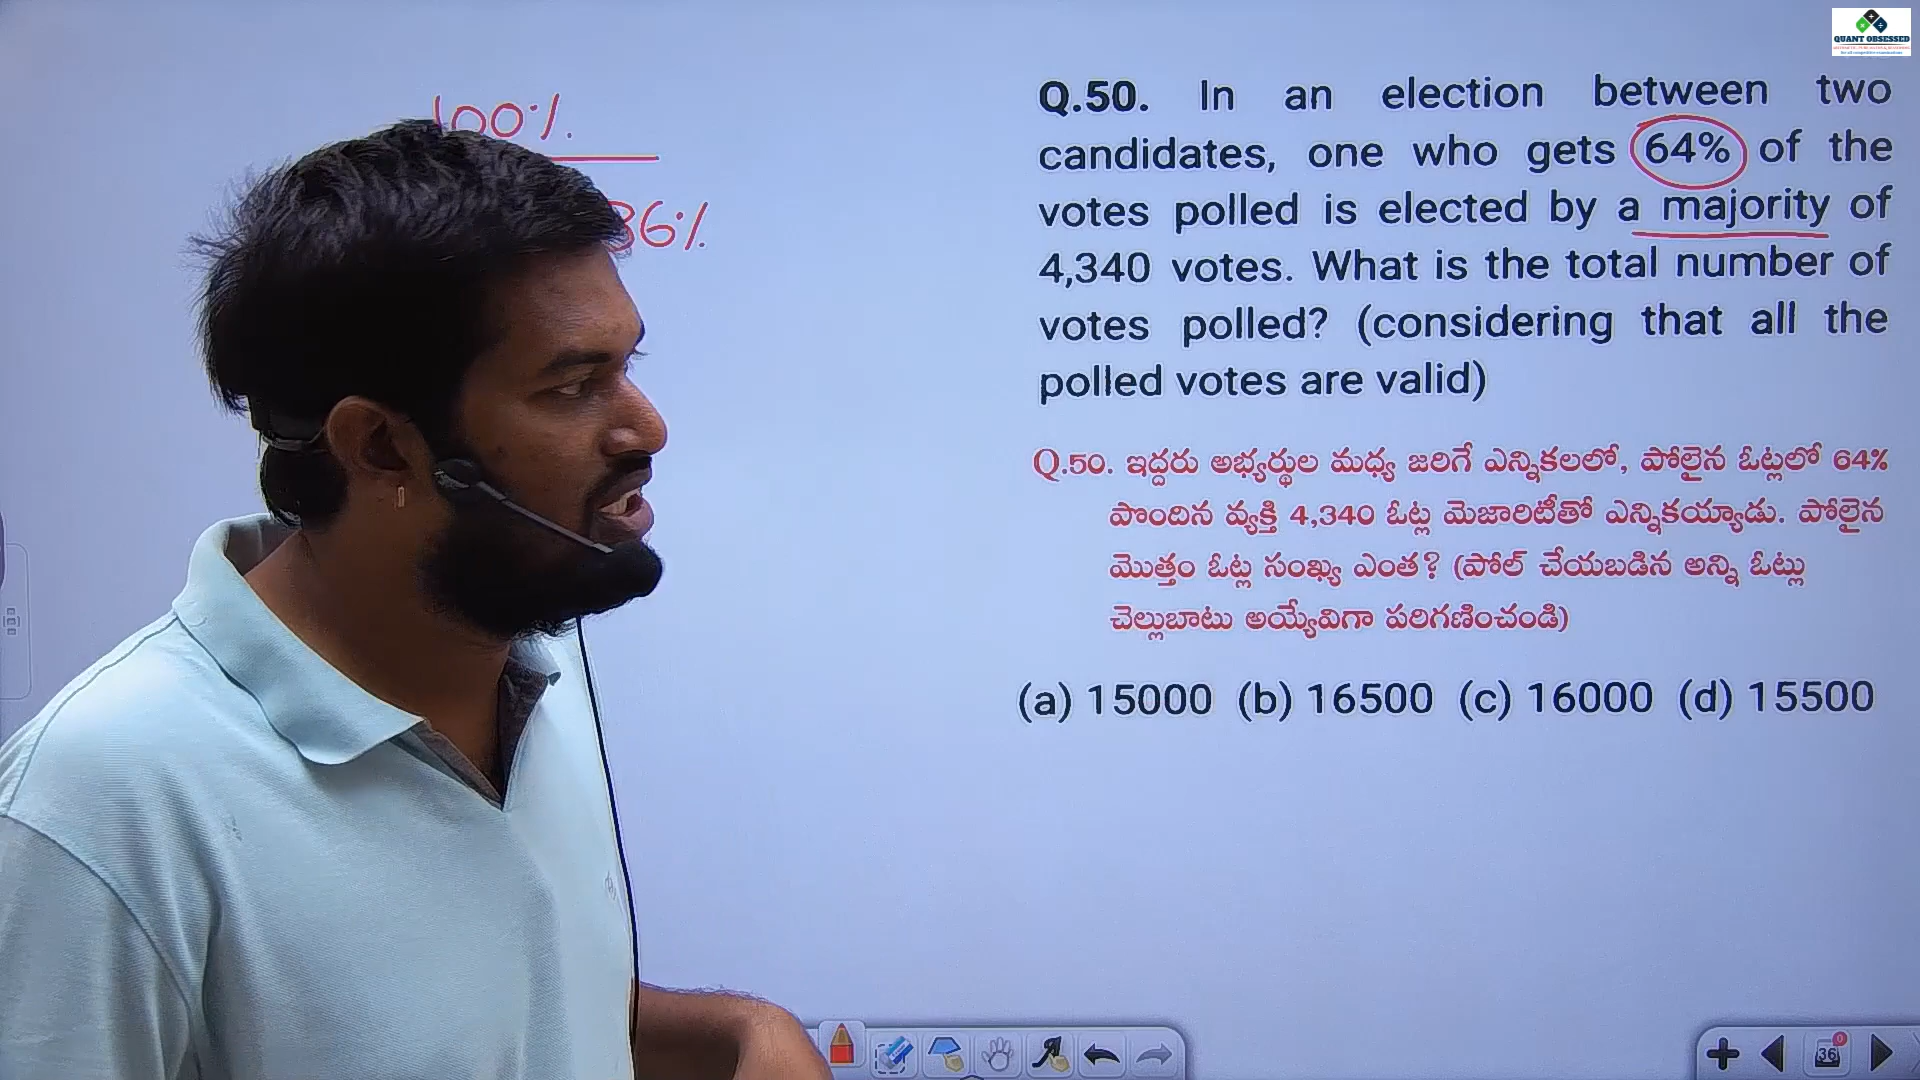 QUANT OBSESSED
100%
36%
Q.50. In an election between two
candidates, one who gets 64% of the
votes polled is elected by a majority of
4,340 votes. What is the total number of
votes polled? (considering that all the
polled votes are valid)
Q.50. ఇద్దరు అభ్యర్థుల మధ్య జరిగే ఎన్నికలలో, పోలైన ఓట్లలో 64%
పొందిన వ్యక్తి 4,340 ఓట్ల మెజారిటీతో ఎన్నికయ్యాడు. పోలైన
మొత్తం ఓట్ల సంఖ్య ఎంత? (పోల్ చేయబడిన అన్ని ఓట్లు
చెల్లుబాటు అయ్యేవిగా పరిగణించండి)
(a) 15000 (b) 16500 (c) 16000 (d) 15500
36